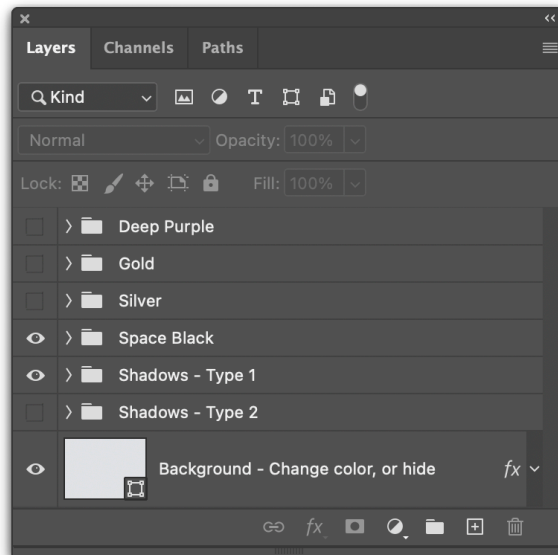 Layers Channels Paths
Kind T
Normal Opacity: 100%
Lock: Fill: 100%
Deep Purple
Gold
Silver
Space Black
Shadows - Type 1
Shadows - Type 2
Background - Change color, or hide fx
fx